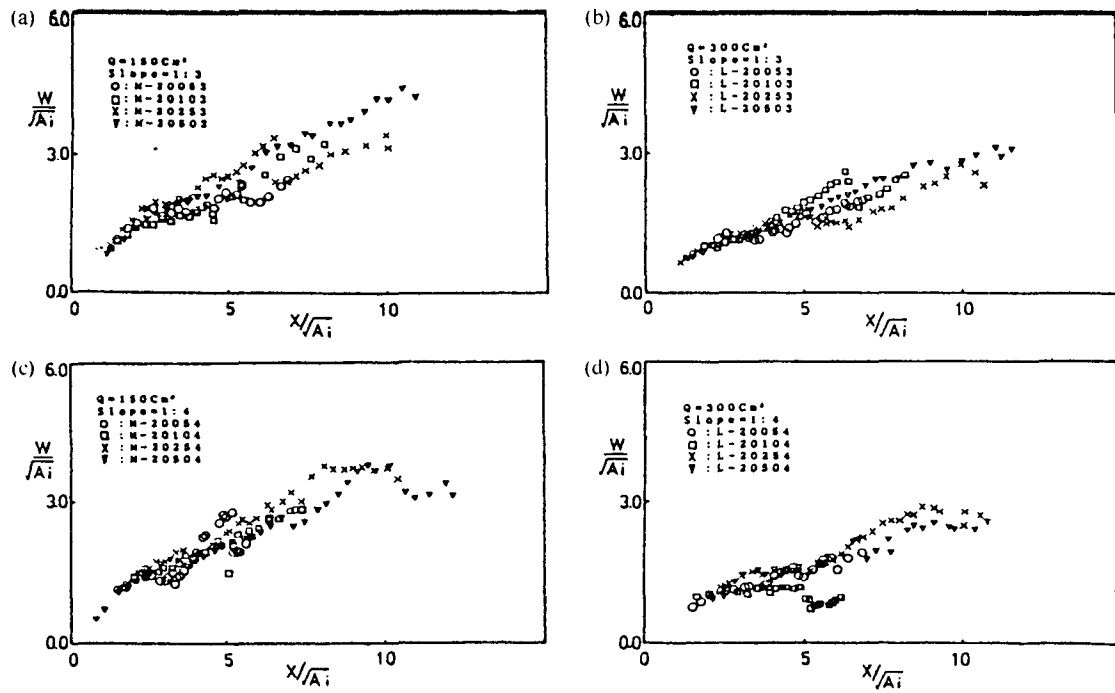 (a)
6.0
Q=150Cm³
Slope=1:3
○:M-20053
□:M-20103
×:M-20253
▼:M-20503
W/√Ai
3.0
0.0
0 5 10
X/√Ai
(b)
6.0
Q=300Cm³
Slope=1:3
○:L-20053
□:L-20103
×:L-20253
▼:L-20503
W/√Ai
3.0
0.0
0 5 10
X/√Ai
(c)
6.0
Q=150Cm³
Slope=1:4
○:M-20054
□:M-20104
×:M-20254
▼:M-20504
W/√Ai
3.0
0.0
0 5 10
X/√Ai
(d)
6.0
Q=300Cm³
Slope=1:4
○:L-20054
□:L-20104
×:L-20254
▼:L-20504
W/√Ai
3.0
0.0
0 5 10
X/√Ai